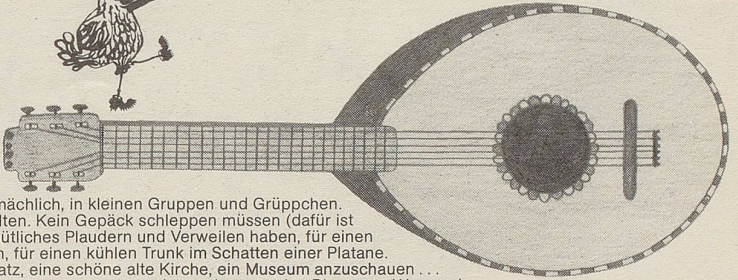 mächlich, in kleinen Gruppen und Grüppchen.
lten. Kein Gepäck schleppen müssen (dafür ist
ütliches Plaudern und Verweilen haben, für einen
n, für einen kühlen Trunk im Schatten einer Platane.
atz, eine schöne alte Kirche, ein Museum anzuschauen . . .